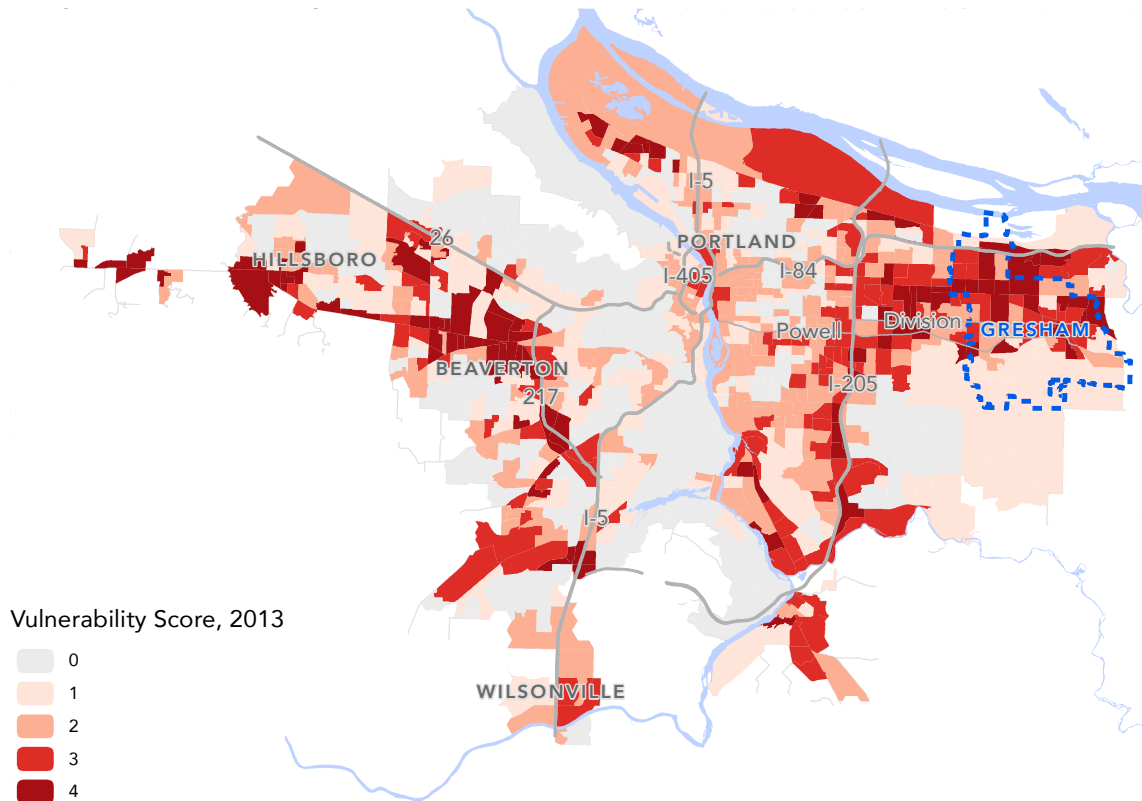 I-5
26
PORTLAND
HILLSBORO
I-405
I-84
Powell
Division
GRESHAM
BEAVERTON
I-205
217
I-5
Vulnerability Score, 2013
0
1
2
WILSONVILLE
3
4